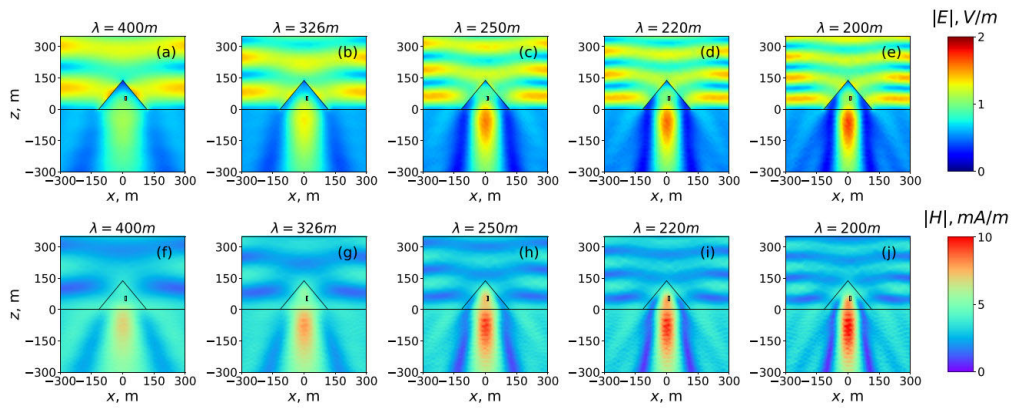 λ = 400m
λ = 326m
λ = 250m
λ = 220m
λ = 200m
|E|, V/m
(a)
(b)
(c)
(d)
(e)
300
150
0
−150
−300
z, m
−300−150 0 150 300
−300−150 0 150 300
−300−150 0 150 300
−300−150 0 150 300
−300−150 0 150 300
x, m
x, m
x, m
x, m
x, m
2
1
0
λ = 400m
λ = 326m
λ = 250m
λ = 220m
λ = 200m
|H|, mA/m
(f)
(g)
(h)
(i)
(j)
300
150
0
−150
−300
z, m
−300−150 0 150 300
−300−150 0 150 300
−300−150 0 150 300
−300−150 0 150 300
−300−150 0 150 300
x, m
x, m
x, m
x, m
x, m
10
5
0